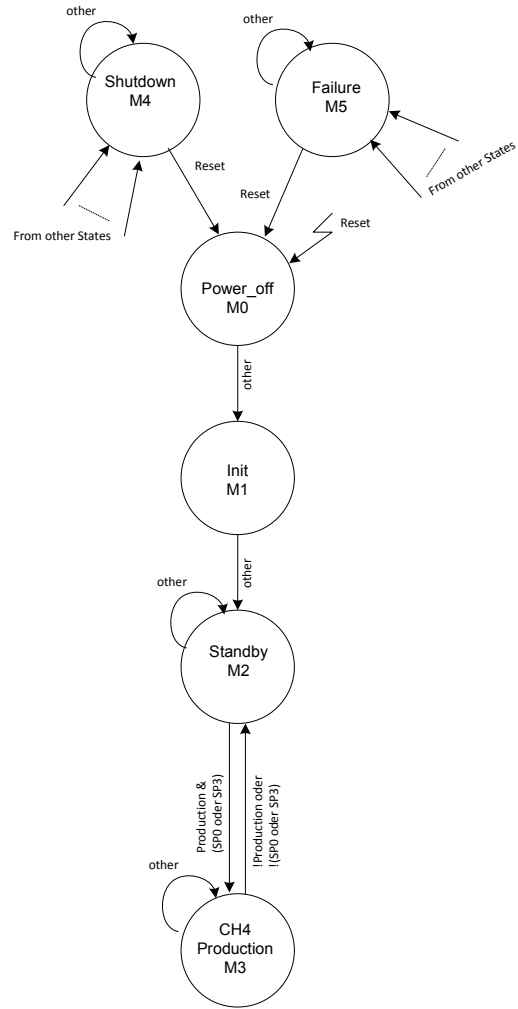 other
other
Shutdown
M4
Failure
M5
Reset
Reset
From other States
From other States
Reset
Power_off
M0
other
Init
M1
other
other
Standby
M2
Production &
(SP0 oder SP3)
!Production oder
!(SP0 oder SP3)
other
CH4
Production
M3